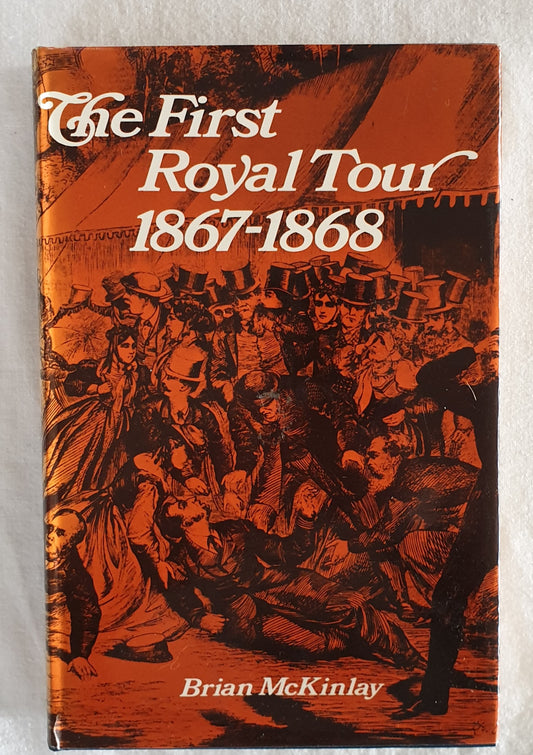 The First
Royal Tour
1867-1868
Brian McKinlay